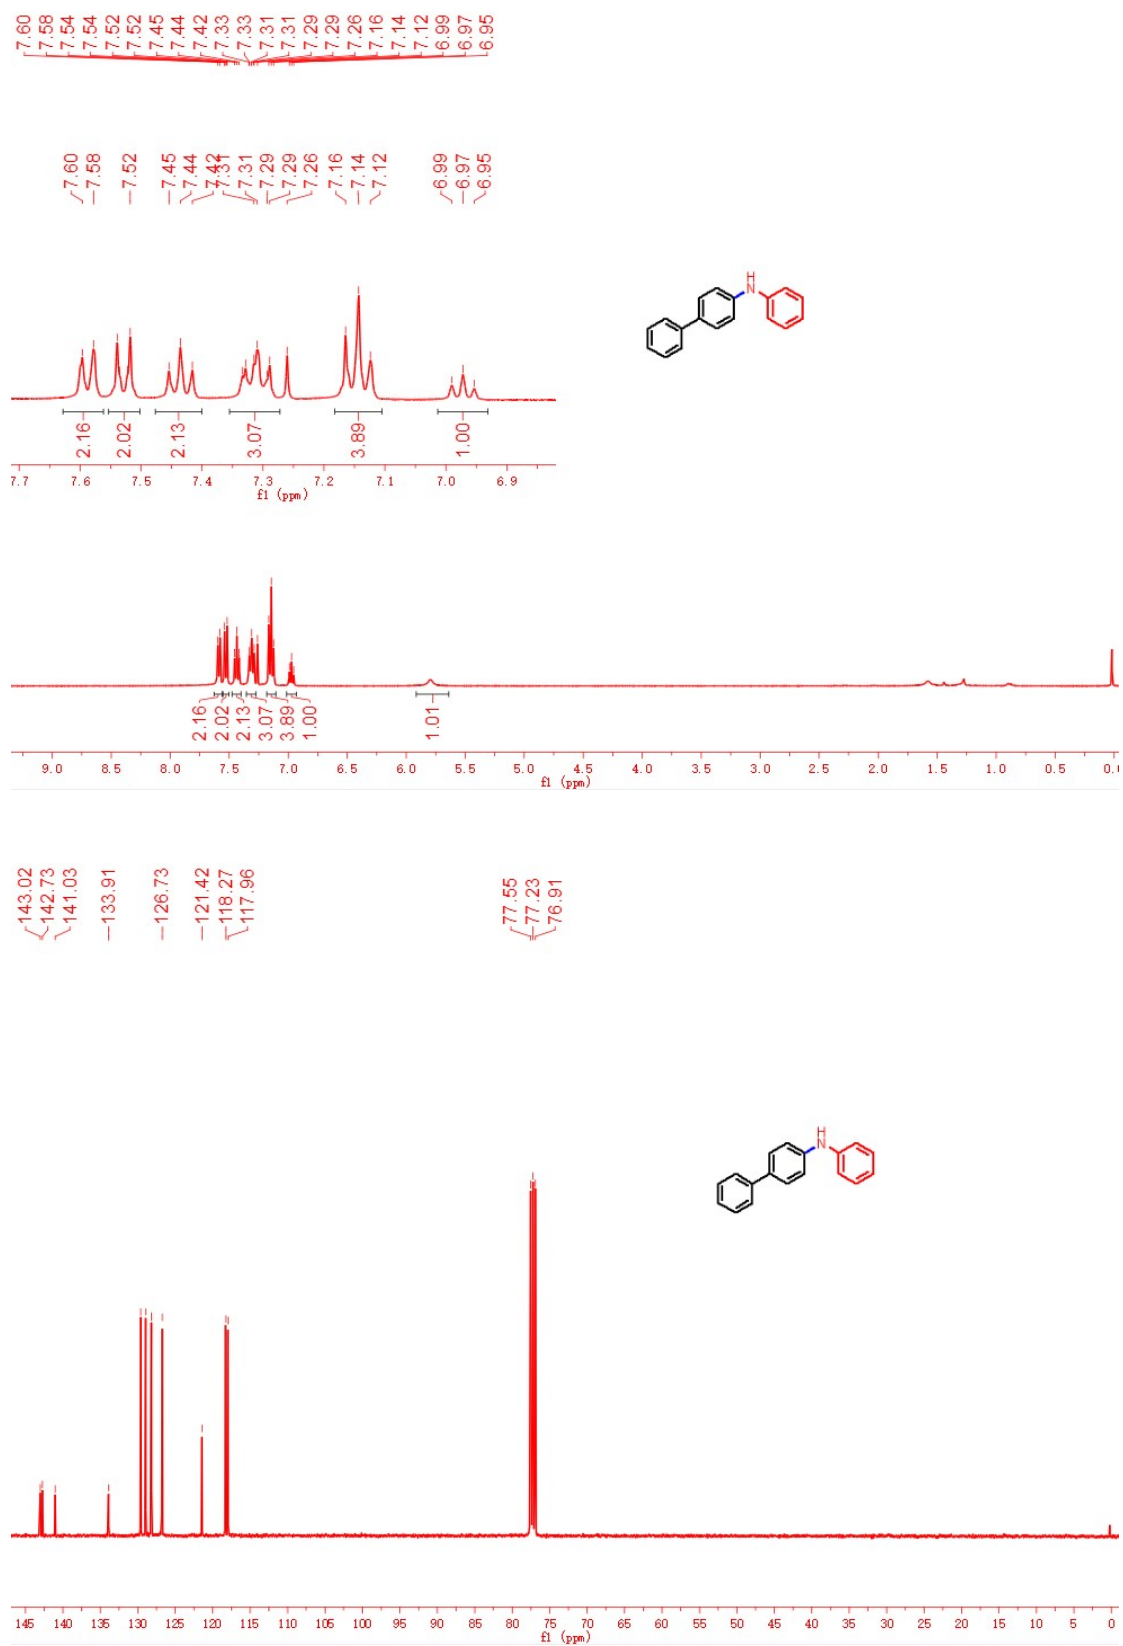 7.60 7.58 7.54 7.54 7.52 7.52 7.45 7.44 7.42 7.33 7.33 7.31 7.31 7.29 7.29 7.26 7.16 7.14 7.12 6.99 6.97 6.95
7.60 7.58 7.52 7.45 7.44 7.42 7.31 7.31 7.29 7.29 7.26 7.16 7.14 7.12 6.99 6.97 6.95
H
N
2.16 2.02 2.13 3.07 3.89 1.00
7.7 7.6 7.5 7.4 7.3 7.2 7.1 7.0 6.9
f1 (ppm)
2.16 2.02 2.13 3.07 3.89 1.00 1.01
9.0 8.5 8.0 7.5 7.0 6.5 6.0 5.5 5.0 4.5 4.0 3.5 3.0 2.5 2.0 1.5 1.0 0.5 0.
f1 (ppm)
143.02 142.73 141.03 133.91 126.73 121.42 118.27 117.96 77.55 77.23 76.91
H
N
145 140 135 130 125 120 115 110 105 100 95 90 85 80 75 70 65 60 55 50 45 40 35 30 25 20 15 10 5 0
f1 (ppm)